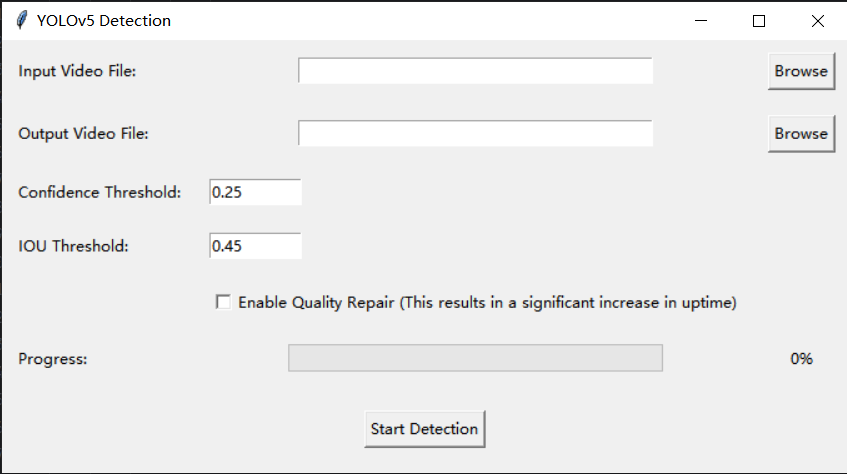 YOLOv5 Detection
Input Video File: Browse
Output Video File: Browse
Confidence Threshold: 0.25
IOU Threshold: 0.45
Enable Quality Repair (This results in a significant increase in uptime)
Progress: 0%
Start Detection